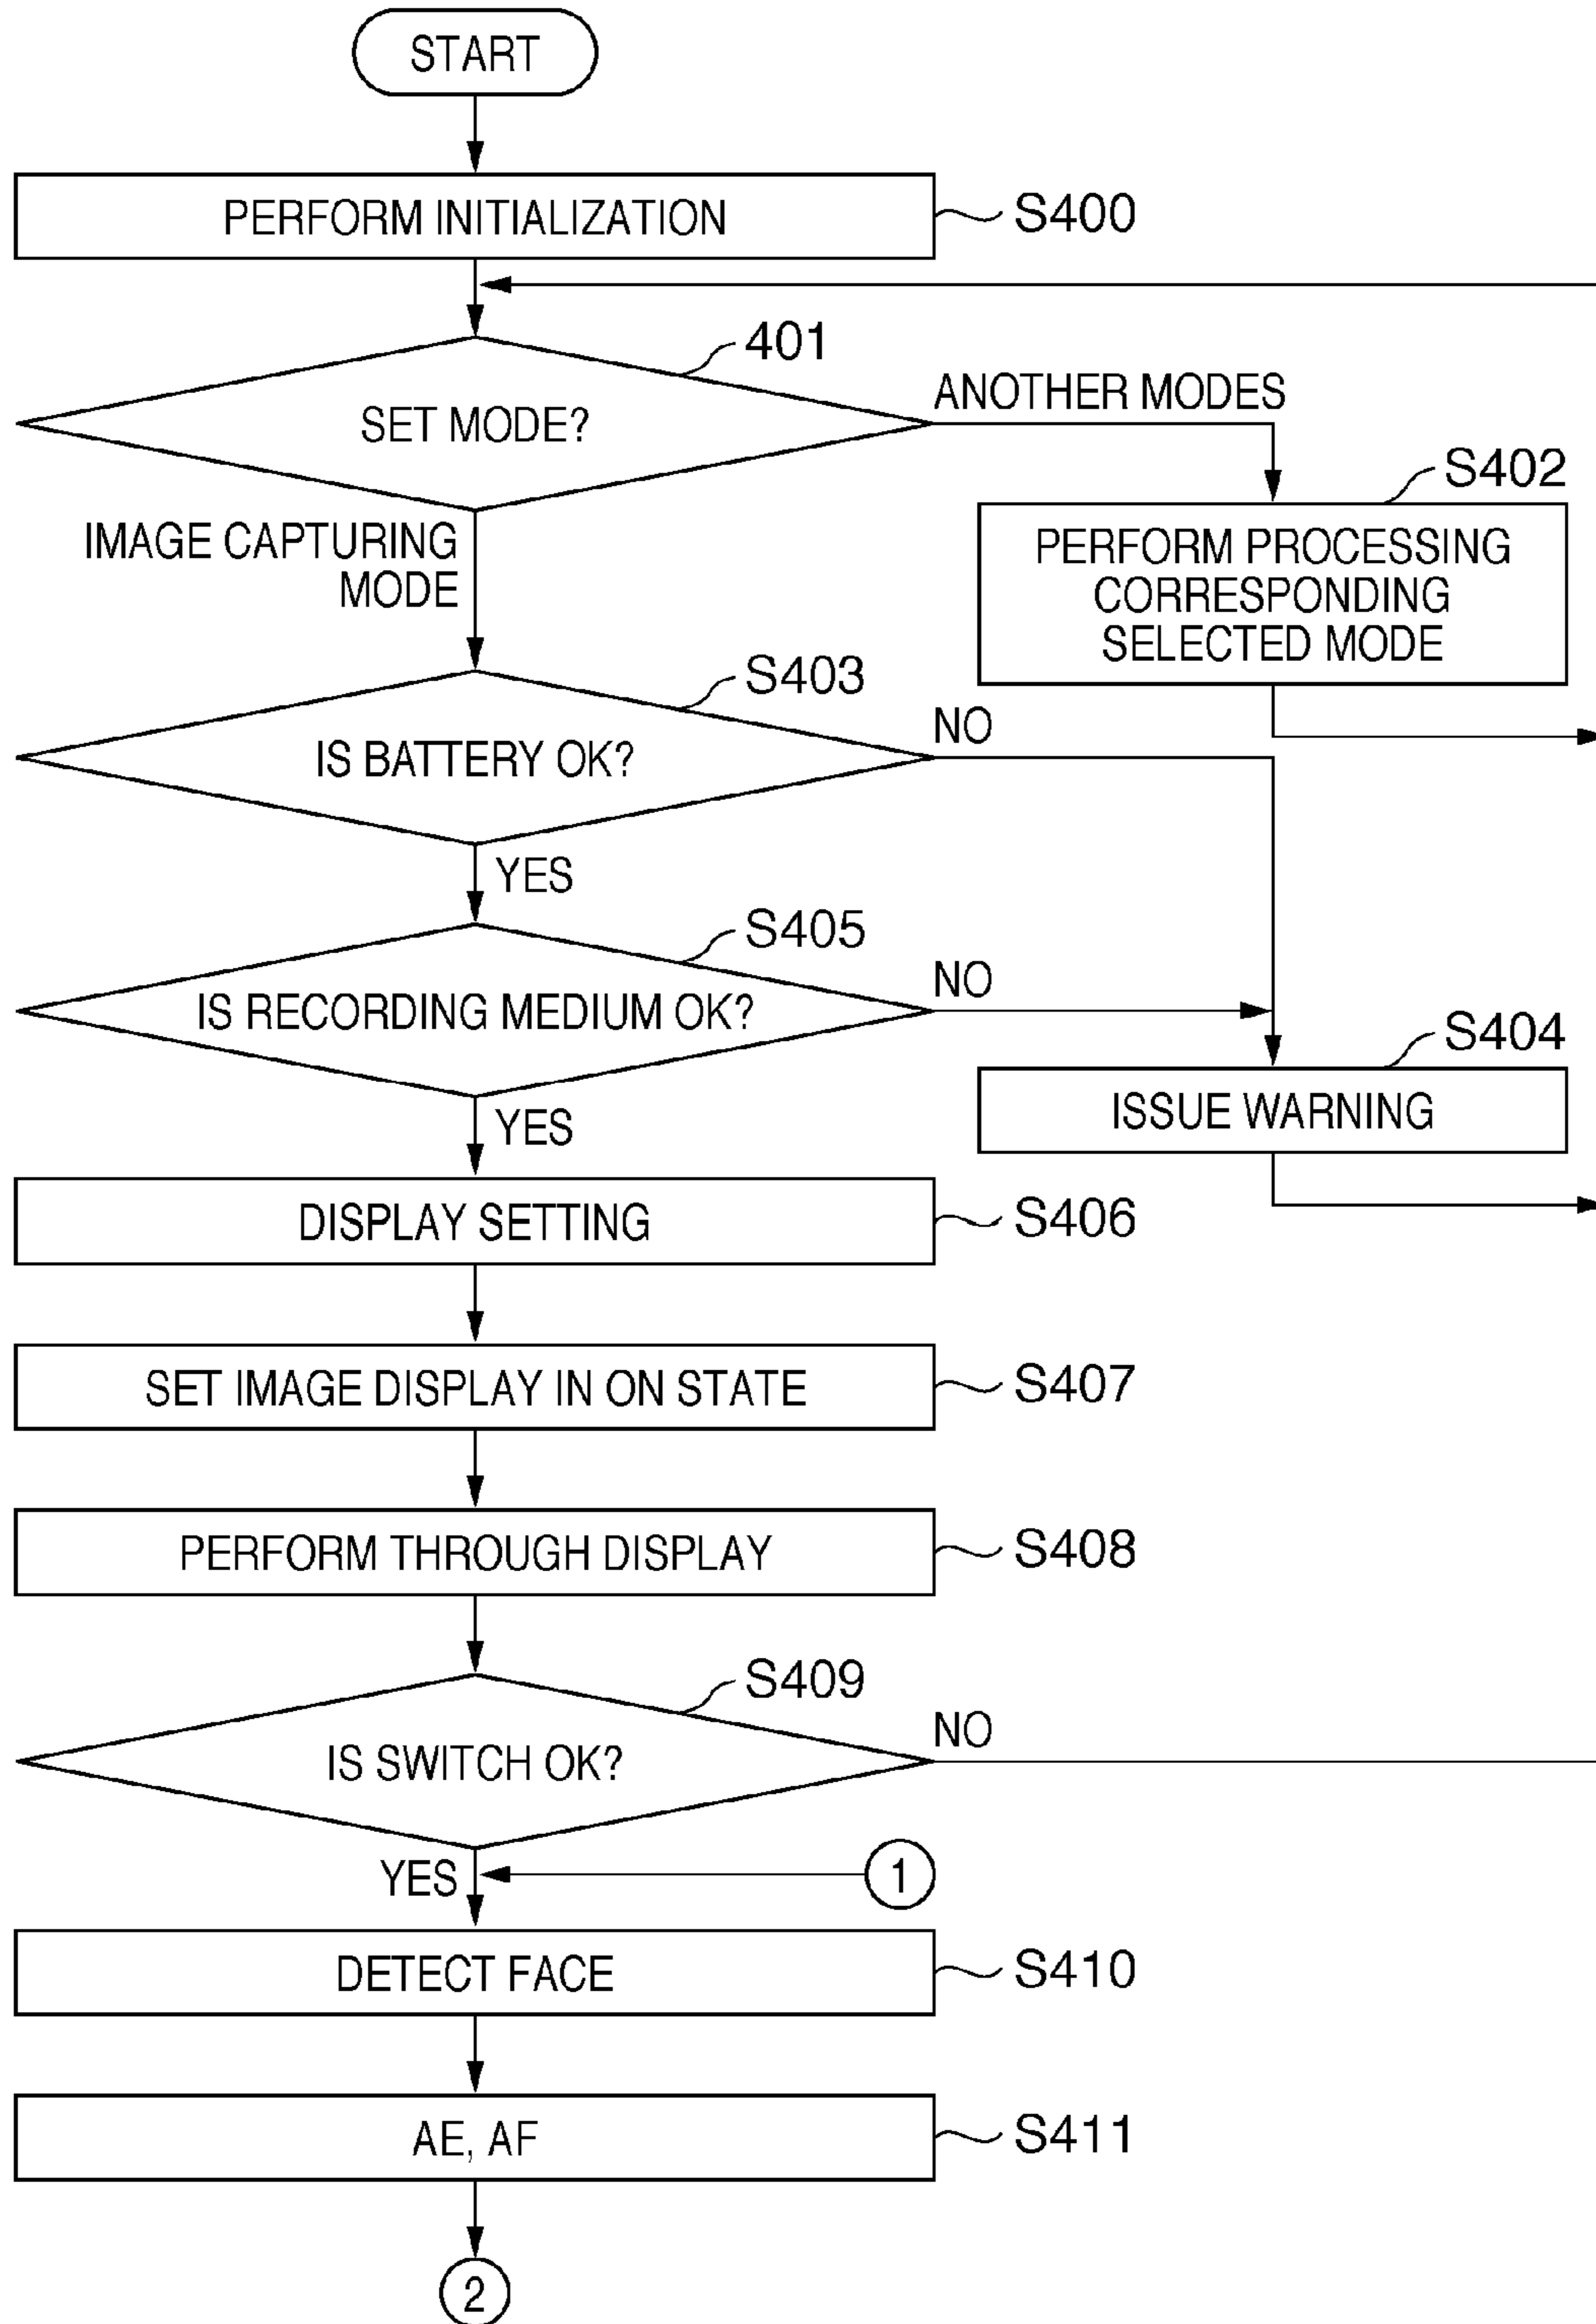 START
PERFORM INITIALIZATION
S400
401
SET MODE?
ANOTHER MODES
S402
PERFORM PROCESSING
CORRESPONDING
SELECTED MODE
IMAGE CAPTURING
MODE
S403
IS BATTERY OK?
NO
YES
S405
IS RECORDING MEDIUM OK?
NO
S404
ISSUE WARNING
YES
DISPLAY SETTING
S406
SET IMAGE DISPLAY IN ON STATE
S407
PERFORM THROUGH DISPLAY
S408
S409
IS SWITCH OK?
NO
YES
1
DETECT FACE
S410
AE, AF
S411
2